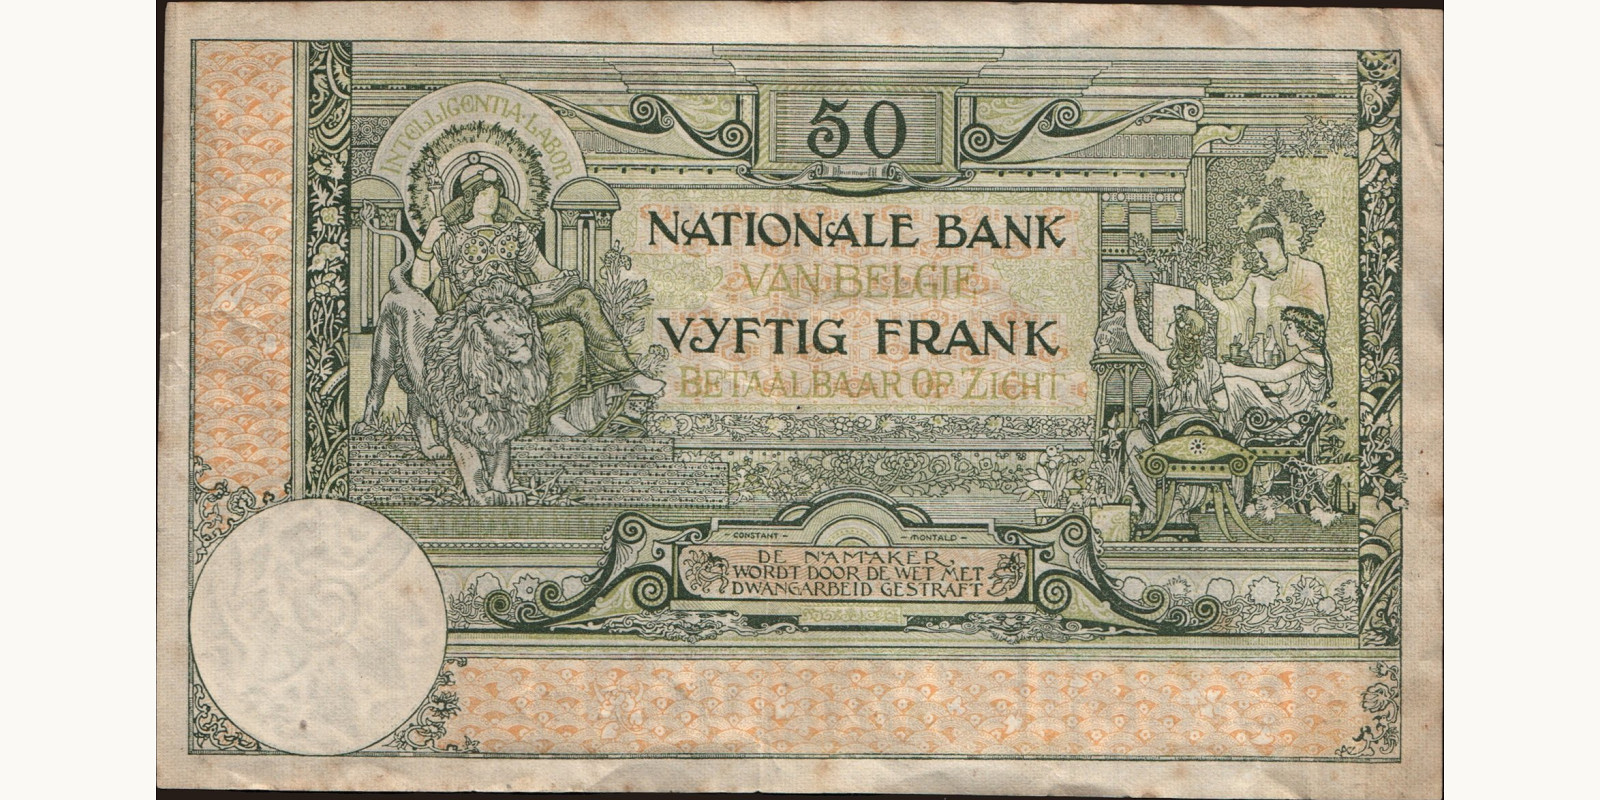 INTELLIGENTIA·LABOR
50
NATIONALE BANK
VAN BELGIE
VYFTIG FRANK
BETAALBAAR OP ZICHT
- CONSTANT - - MONTALD -
DE NAMAKER
WORDT DOOR DE WET MET
DWANGARBEID GESTRAFT